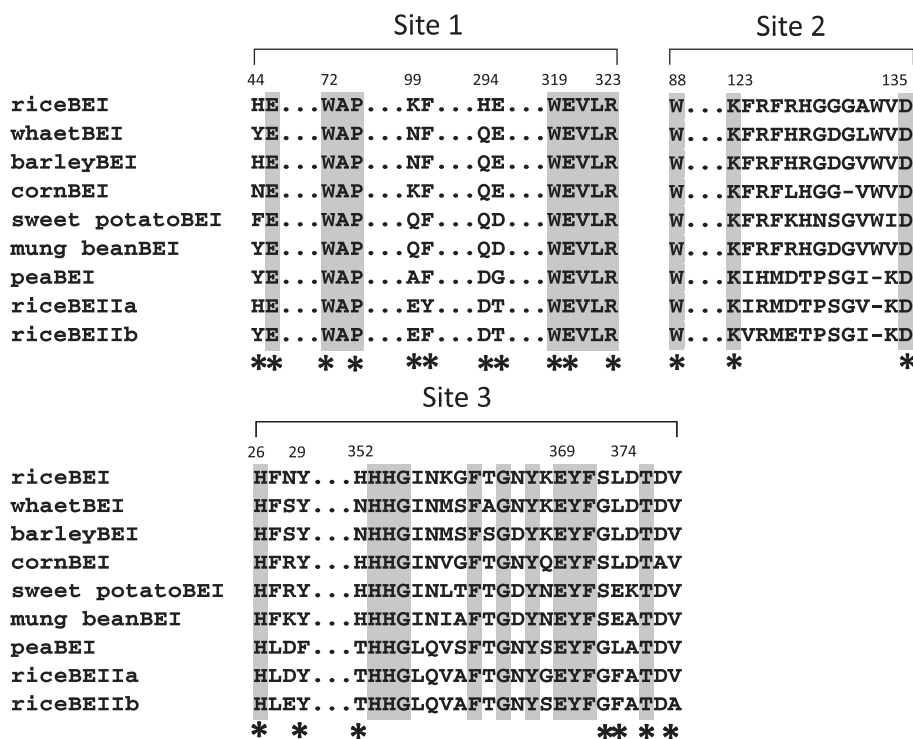 Site 1 Site 2
44 72 99 294 319 323 88 123 135
riceBEI HE...WAP...KF...HE...WEVLR W...KFRFRHGGGAWVD
whaetBEI YE...WAP...NF...QE...WEVLR W...KFRFHRGDGLWVD
barleyBEI HE...WAP...NF...QE...WEVLR W...KFRFHRGDGVWVD
cornBEI NE...WAP...KF...QE...WEVLR W...KFRFLHGG-VWVD
sweet potatoBEI FE...WAP...QF...QD...WEVLR W...KFRFKHNSGVWID
mung beanBEI YE...WAP...QF...QD...WEVLR W...KFRFRHGDGVWVD
peaBEI YE...WAP...AF...DG...WEVLR W...KIHMDTPSGI-KD
riceBEIIa HE...WAP...EY...DT...WEVLR W...KIRMDTPSGV-KD
riceBEIIb YE...WAP...EF...DT...WEVLR W...KVRMETPSGI-KD
** * * ** ** ** * * * *
Site 3
26 29 352 369 374
riceBEI HFNY...HHHGINKGFTGNYKEYFSLDTDV
whaetBEI HFSY...NHHGINMSFAGNYKEYFGLDTDV
barleyBEI HFSY...NHHGINMSFSGDYKEYFGLDTDV
cornBEI HFRY...HHHGINVGFTGNYQEYFSLDTAV
sweet potatoBEI HFRY...HHHGINLTFTGDYNEYFSEKTDV
mung beanBEI HFKY...HHHGINIAFTGDYNEYFSEATDV
peaBEI HLDF...THHGLQVSFTGNYSEYFGLATDV
riceBEIIa HLDY...THHGLQVAFTGNYGEYFGFATDV
riceBEIIb HLEY...THHGLQVAFTGNYSEYFGFATDA
* * * ** * *